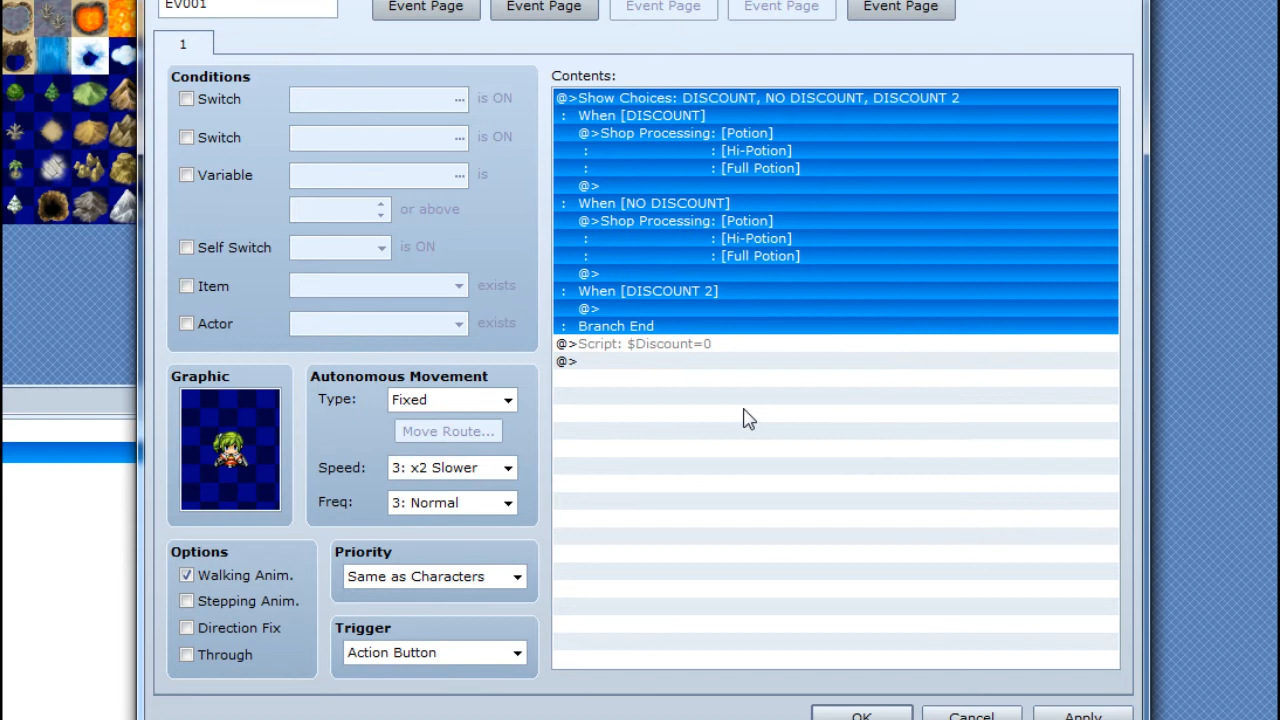 EV001
Event Page
Event Page
Event Page
Event Page
Event Page
1
Conditions
Switch ... is ON
Switch ... is ON
Variable ... is
or above
Self Switch is ON
Item exists
Actor exists
Graphic
Autonomous Movement
Type: Fixed
Move Route...
Speed: 3: x2 Slower
Freq: 3: Normal
Options
Walking Anim.
Stepping Anim.
Direction Fix
Through
Priority
Same as Characters
Trigger
Action Button
Contents:
@>Show Choices: DISCOUNT, NO DISCOUNT, DISCOUNT 2
: When [DISCOUNT]
@>Shop Processing: [Potion]
: : [Hi-Potion]
: : [Full Potion]
@>
: When [NO DISCOUNT]
@>Shop Processing: [Potion]
: : [Hi-Potion]
: : [Full Potion]
@>
: When [DISCOUNT 2]
@>
: Branch End
@>Script: $Discount=0
@>
OK
Cancel
Apply